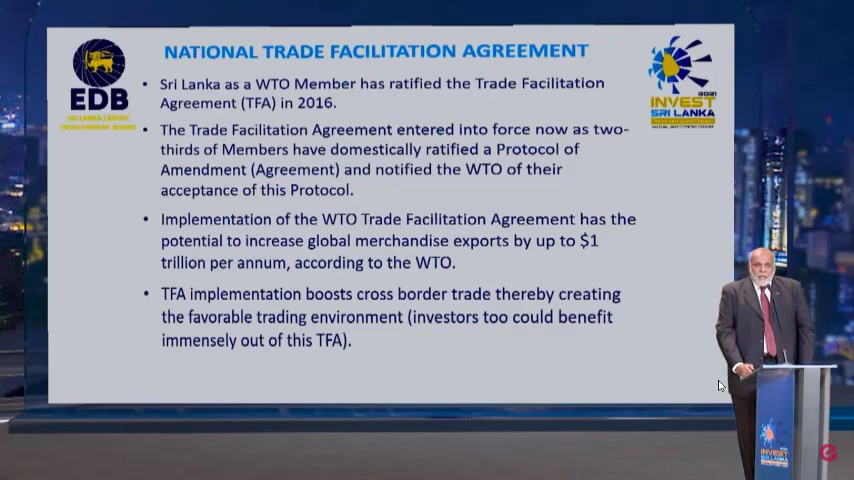 NATIONAL TRADE FACILITATION AGREEMENT
EDB
SRI LANKA EXPORT
DEVELOPMENT BOARD
2021
INVEST
SRI LANKA
• Sri Lanka as a WTO Member has ratified the Trade Facilitation
Agreement (TFA) in 2016.
• The Trade Facilitation Agreement entered into force now as two-
thirds of Members have domestically ratified a Protocol of
Amendment (Agreement) and notified the WTO of their
acceptance of this Protocol.
• Implementation of the WTO Trade Facilitation Agreement has the
potential to increase global merchandise exports by up to $1
trillion per annum, according to the WTO.
• TFA implementation boosts cross border trade thereby creating
the favorable trading environment (investors too could benefit
immensely out of this TFA).
INVEST
SRI LANKA